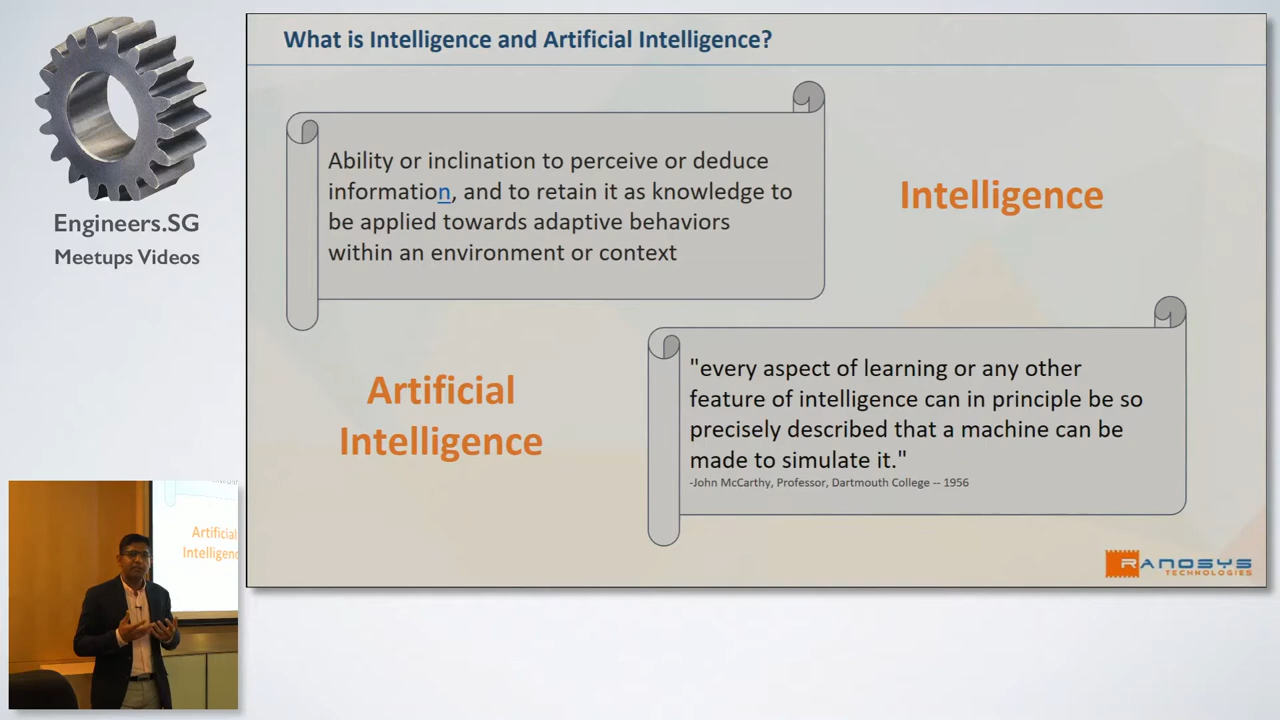 What is Intelligence and Artificial Intelligence?
Engineers.SG
Meetups Videos
Ability or inclination to perceive or deduce
information, and to retain it as knowledge to
be applied towards adaptive behaviors
within an environment or context
Intelligence
Artificial
Intelligence
"every aspect of learning or any other
feature of intelligence can in principle be so
precisely described that a machine can be
made to simulate it."
-John McCarthy, Professor, Dartmouth College -- 1956
Artificial
Intelligenc
RANOSYS
TECHNOLOGIES